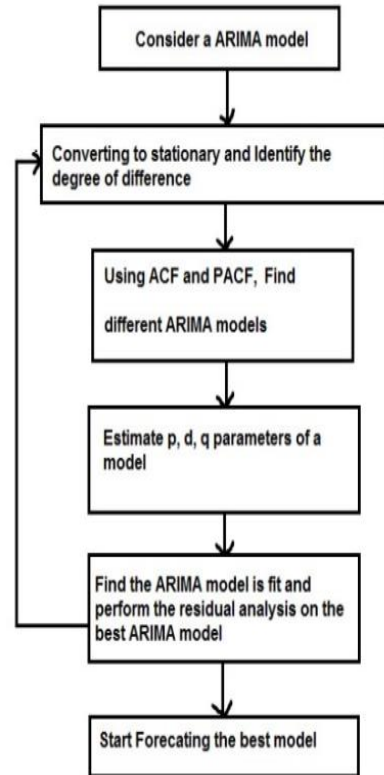 Consider a ARIMA model
Converting to stationary and Identify the
degree of difference
Using ACF and PACF, Find
different ARIMA models
Estimate p, d, q parameters of a
model
Find the ARIMA model is fit and
perform the residual analysis on the
best ARIMA model
Start Forecating the best model